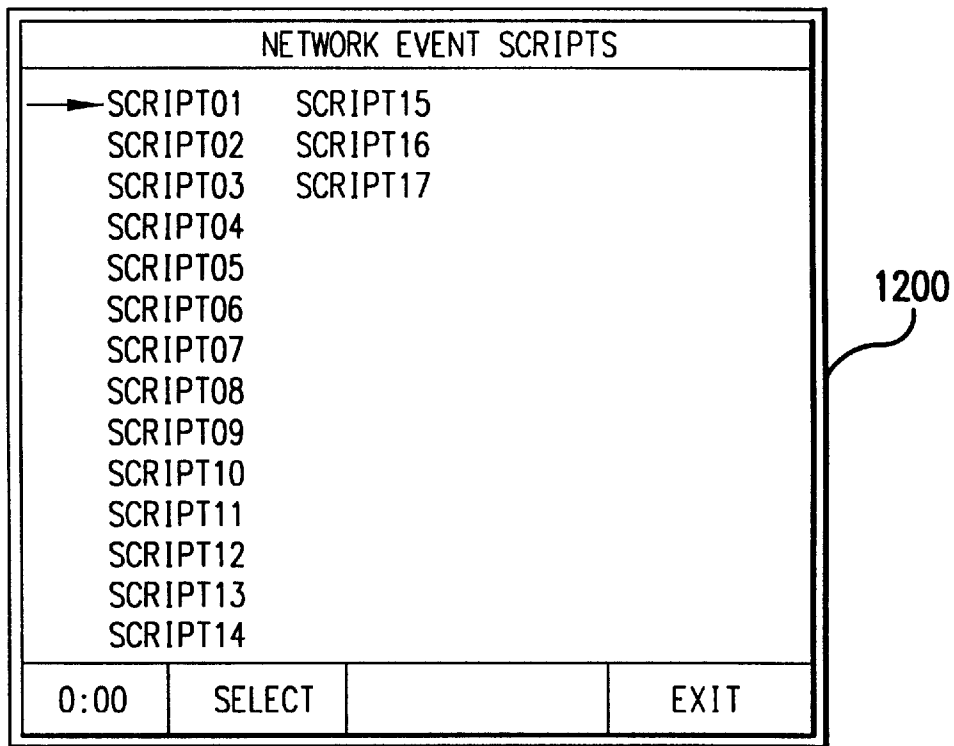 NETWORK EVENT SCRIPTS
SCRIPT01 SCRIPT15
SCRIPT02 SCRIPT16
SCRIPT03 SCRIPT17
SCRIPT04
SCRIPT05
SCRIPT06
SCRIPT07
SCRIPT08
SCRIPT09
SCRIPT10
SCRIPT11
SCRIPT12
SCRIPT13
SCRIPT14
0:00 SELECT EXIT
1200